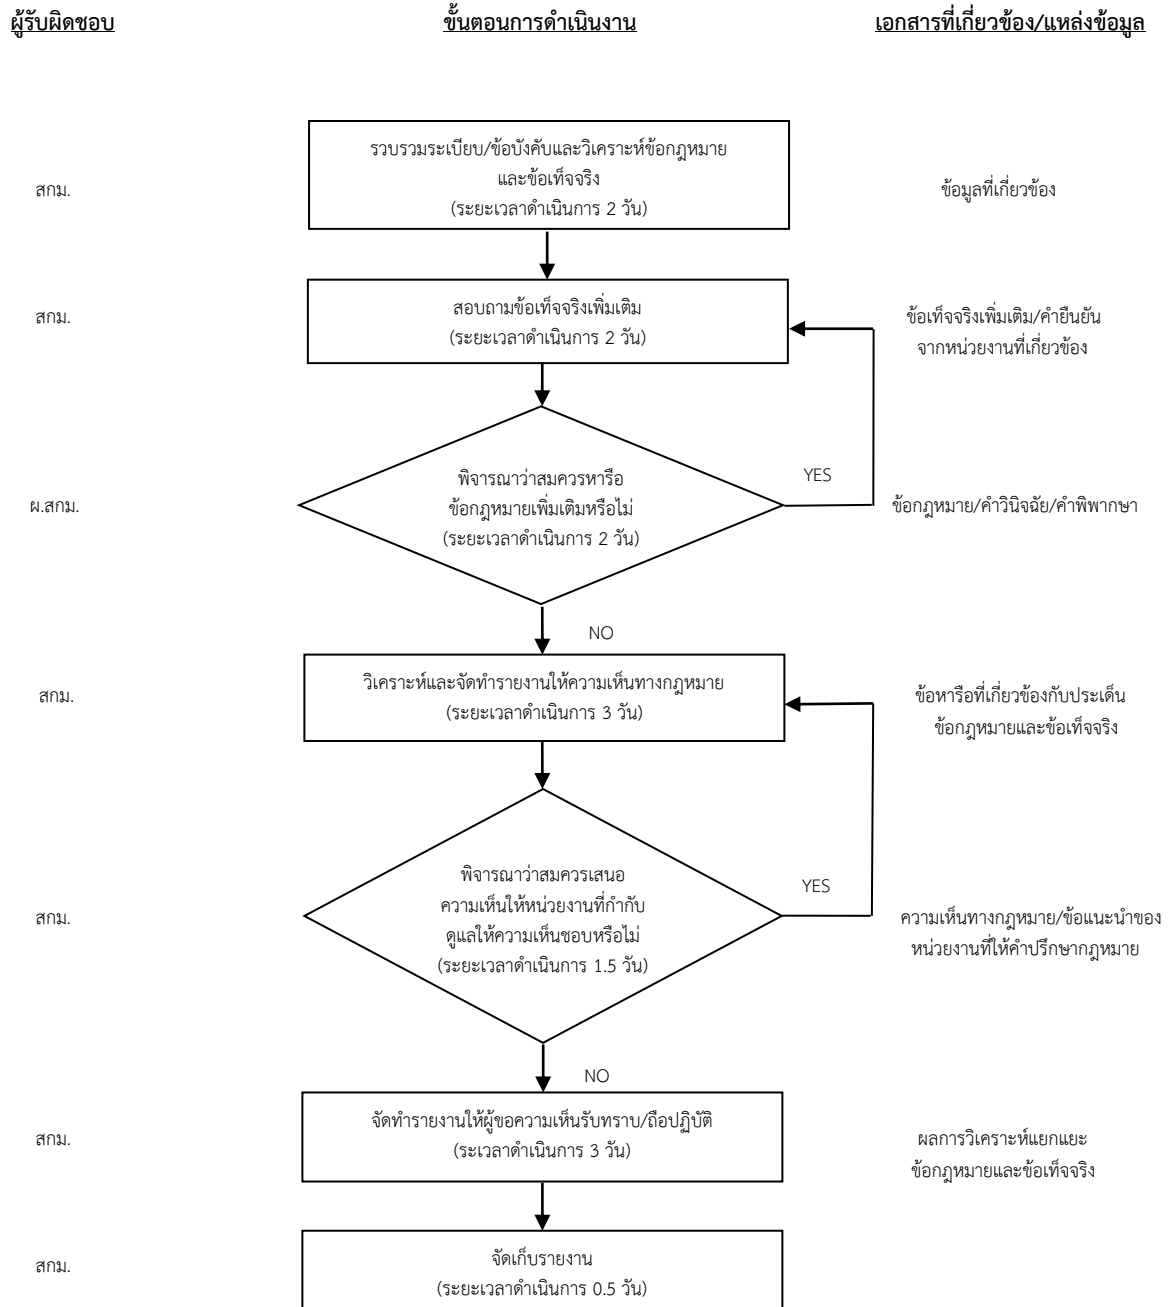 ผู้รับผิดชอบ
ขั้นตอนการดำเนินงาน
เอกสารที่เกี่ยวข้อง/แหล่งข้อมูล
รวบรวมระเบียบ/ข้อบังคับและวิเคราะห์ข้อกฎหมาย
และข้อเท็จจริง
(ระยะเวลาดำเนินการ 2 วัน)
สกม.
ข้อมูลที่เกี่ยวข้อง
สอบถามข้อเท็จจริงเพิ่มเติม
(ระยะเวลาดำเนินการ 2 วัน)
สกม.
ข้อเท็จจริงเพิ่มเติม/คำยืนยัน
จากหน่วยงานที่เกี่ยวข้อง
พิจารณาว่าสมควรหารือ
ข้อกฎหมายเพิ่มเติมหรือไม่
(ระยะเวลาดำเนินการ 2 วัน)
YES
ผ.สกม.
ข้อกฎหมาย/คำวินิจฉัย/คำพิพากษา
NO
วิเคราะห์และจัดทำรายงานให้ความเห็นทางกฎหมาย
(ระยะเวลาดำเนินการ 3 วัน)
สกม.
ข้อหารือที่เกี่ยวข้องกับประเด็น
ข้อกฎหมายและข้อเท็จจริง
พิจารณาว่าสมควรเสนอ
ความเห็นให้หน่วยงานที่กำกับ
ดูแลให้ความเห็นชอบหรือไม่
(ระยะเวลาดำเนินการ 1.5 วัน)
YES
สกม.
ความเห็นทางกฎหมาย/ข้อแนะนำของ
หน่วยงานที่ให้คำปรึกษากฎหมาย
NO
จัดทำรายงานให้ผู้ขอความเห็นรับทราบ/ถือปฏิบัติ
(ระเวลาดำเนินการ 3 วัน)
สกม.
ผลการวิเคราะห์แยกแยะ
ข้อกฎหมายและข้อเท็จจริง
จัดเก็บรายงาน
(ระยะเวลาดำเนินการ 0.5 วัน)
สกม.